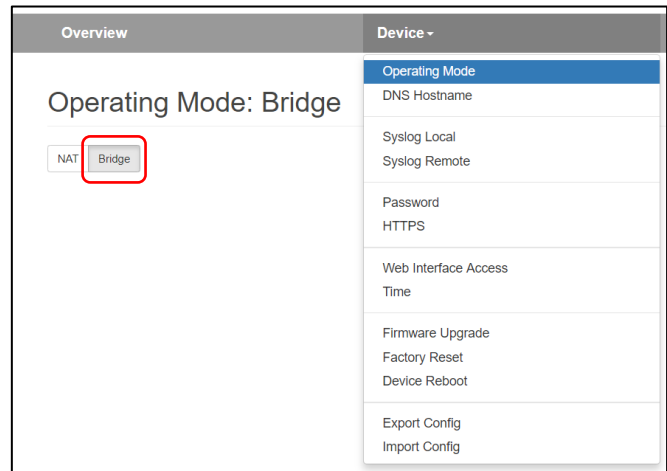 Overview
Device
Operating Mode: Bridge
NAT
Bridge
Operating Mode
DNS Hostname
Syslog Local
Syslog Remote
Password
HTTPS
Web Interface Access
Time
Firmware Upgrade
Factory Reset
Device Reboot
Export Config
Import Config